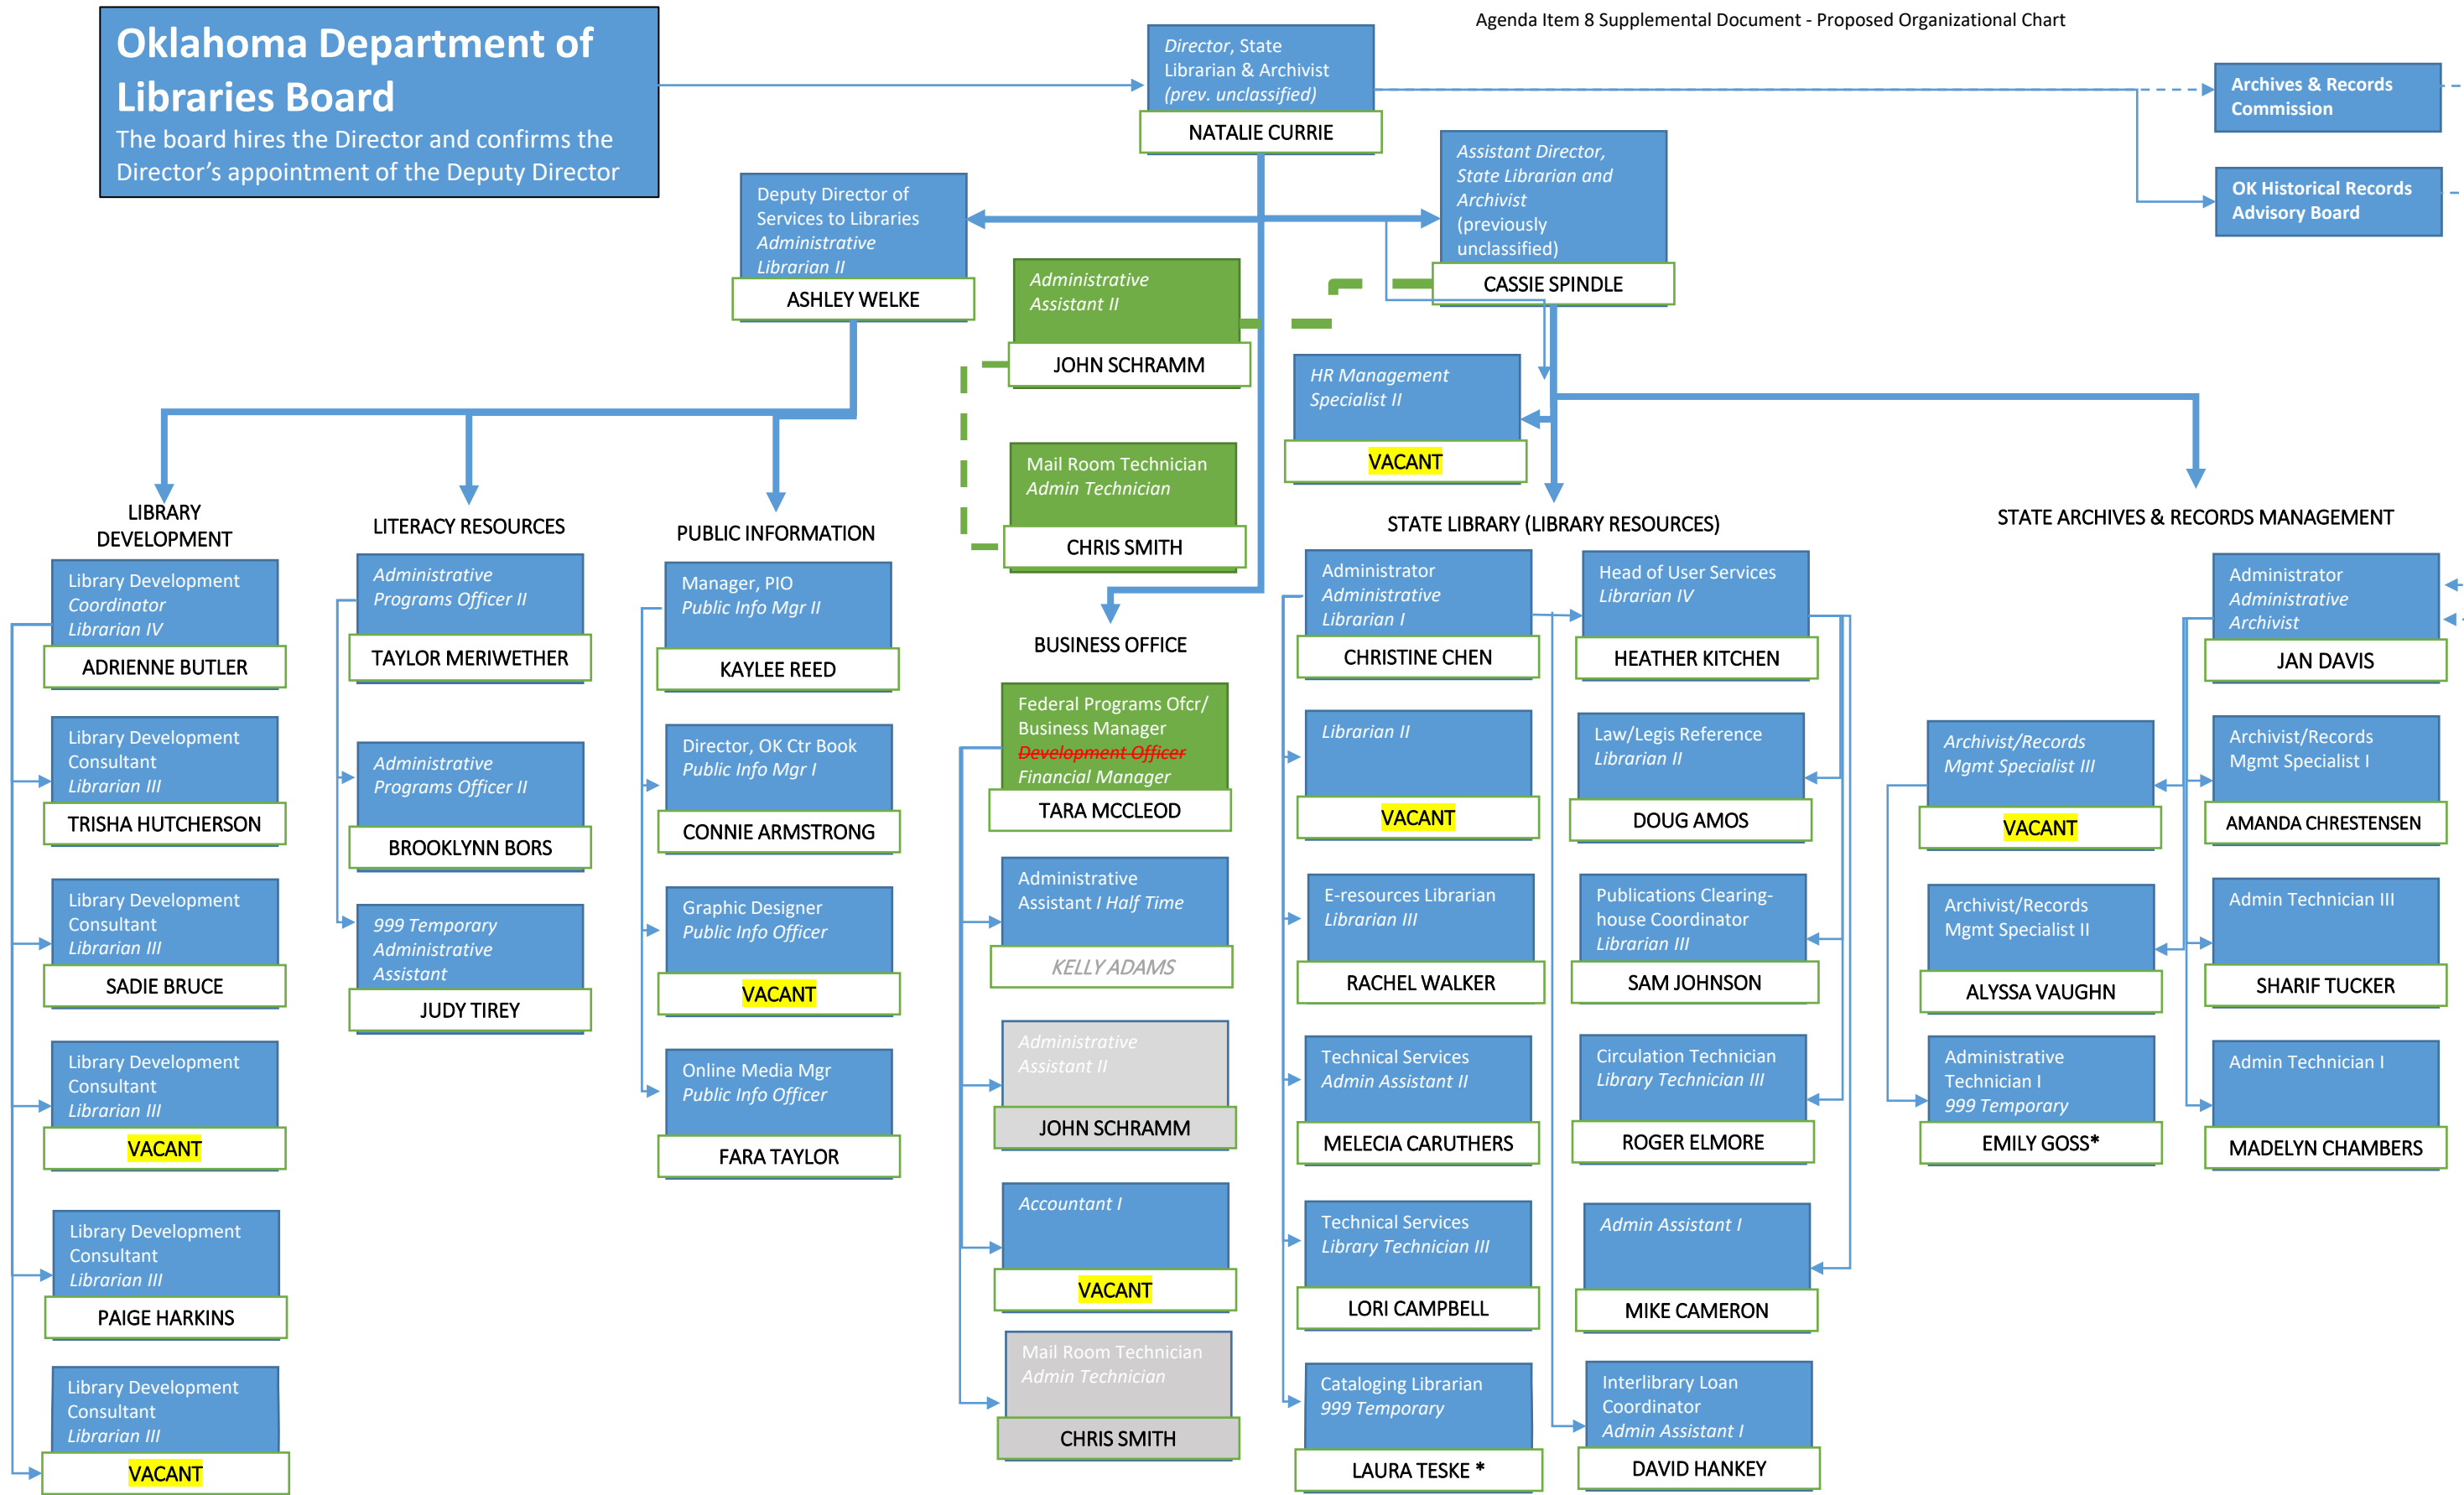 Agenda Item 8 Supplemental Document - Proposed Organizational Chart
Oklahoma Department of
Libraries Board
The board hires the Director and confirms the
Director’s appointment of the Deputy Director
Director, State
Librarian & Archivist
(prev. unclassified)
NATALIE CURRIE
Archives & Records
Commission
OK Historical Records
Advisory Board
Deputy Director of
Services to Libraries
Administrative
Librarian II
ASHLEY WELKE
Assistant Director,
State Librarian and
Archivist
(previously
unclassified)
CASSIE SPINDLE
Administrative
Assistant II
JOHN SCHRAMM
Mail Room Technician
Admin Technician
CHRIS SMITH
HR Management
Specialist II
VACANT
LIBRARY
DEVELOPMENT
Library Development
Coordinator
Librarian IV
ADRIENNE BUTLER
Library Development
Consultant
Librarian III
TRISHA HUTCHERSON
Library Development
Consultant
Librarian III
SADIE BRUCE
Library Development
Consultant
Librarian III
VACANT
Library Development
Consultant
Librarian III
PAIGE HARKINS
Library Development
Consultant
Librarian III
VACANT
LITERACY RESOURCES
Administrative
Programs Officer II
TAYLOR MERIWETHER
Administrative
Programs Officer II
BROOKLYNN BORS
999 Temporary
Administrative
Assistant
JUDY TIREY
PUBLIC INFORMATION
Manager, PIO
Public Info Mgr II
KAYLEE REED
Director, OK Ctr Book
Public Info Mgr I
CONNIE ARMSTRONG
Graphic Designer
Public Info Officer
VACANT
Online Media Mgr
Public Info Officer
FARA TAYLOR
BUSINESS OFFICE
Federal Programs Ofcr/
Business Manager
Development Officer
Financial Manager
TARA MCCLEOD
Administrative
Assistant I Half Time
KELLY ADAMS
Administrative
Assistant II
JOHN SCHRAMM
Accountant I
VACANT
Mail Room Technician
Admin Technician
CHRIS SMITH
STATE LIBRARY (LIBRARY RESOURCES)
Administrator
Administrative
Librarian I
CHRISTINE CHEN
Librarian II
VACANT
E-resources Librarian
Librarian III
RACHEL WALKER
Technical Services
Admin Assistant II
MELECIA CARUTHERS
Technical Services
Library Technician III
LORI CAMPBELL
Cataloging Librarian
999 Temporary
LAURA TESKE *
Head of User Services
Librarian IV
HEATHER KITCHEN
Law/Legis Reference
Librarian II
DOUG AMOS
Publications Clearing-
house Coordinator
Librarian III
SAM JOHNSON
Circulation Technician
Library Technician III
ROGER ELMORE
Admin Assistant I
MIKE CAMERON
Interlibrary Loan
Coordinator
Admin Assistant I
DAVID HANKEY
STATE ARCHIVES & RECORDS MANAGEMENT
Administrator
Administrative
Archivist
JAN DAVIS
Archivist/Records
Mgmt Specialist III
VACANT
Archivist/Records
Mgmt Specialist II
ALYSSA VAUGHN
Administrative
Technician I
999 Temporary
EMILY GOSS*
Archivist/Records
Mgmt Specialist I
AMANDA CHRESTENSEN
Admin Technician III
SHARIF TUCKER
Admin Technician I
MADELYN CHAMBERS